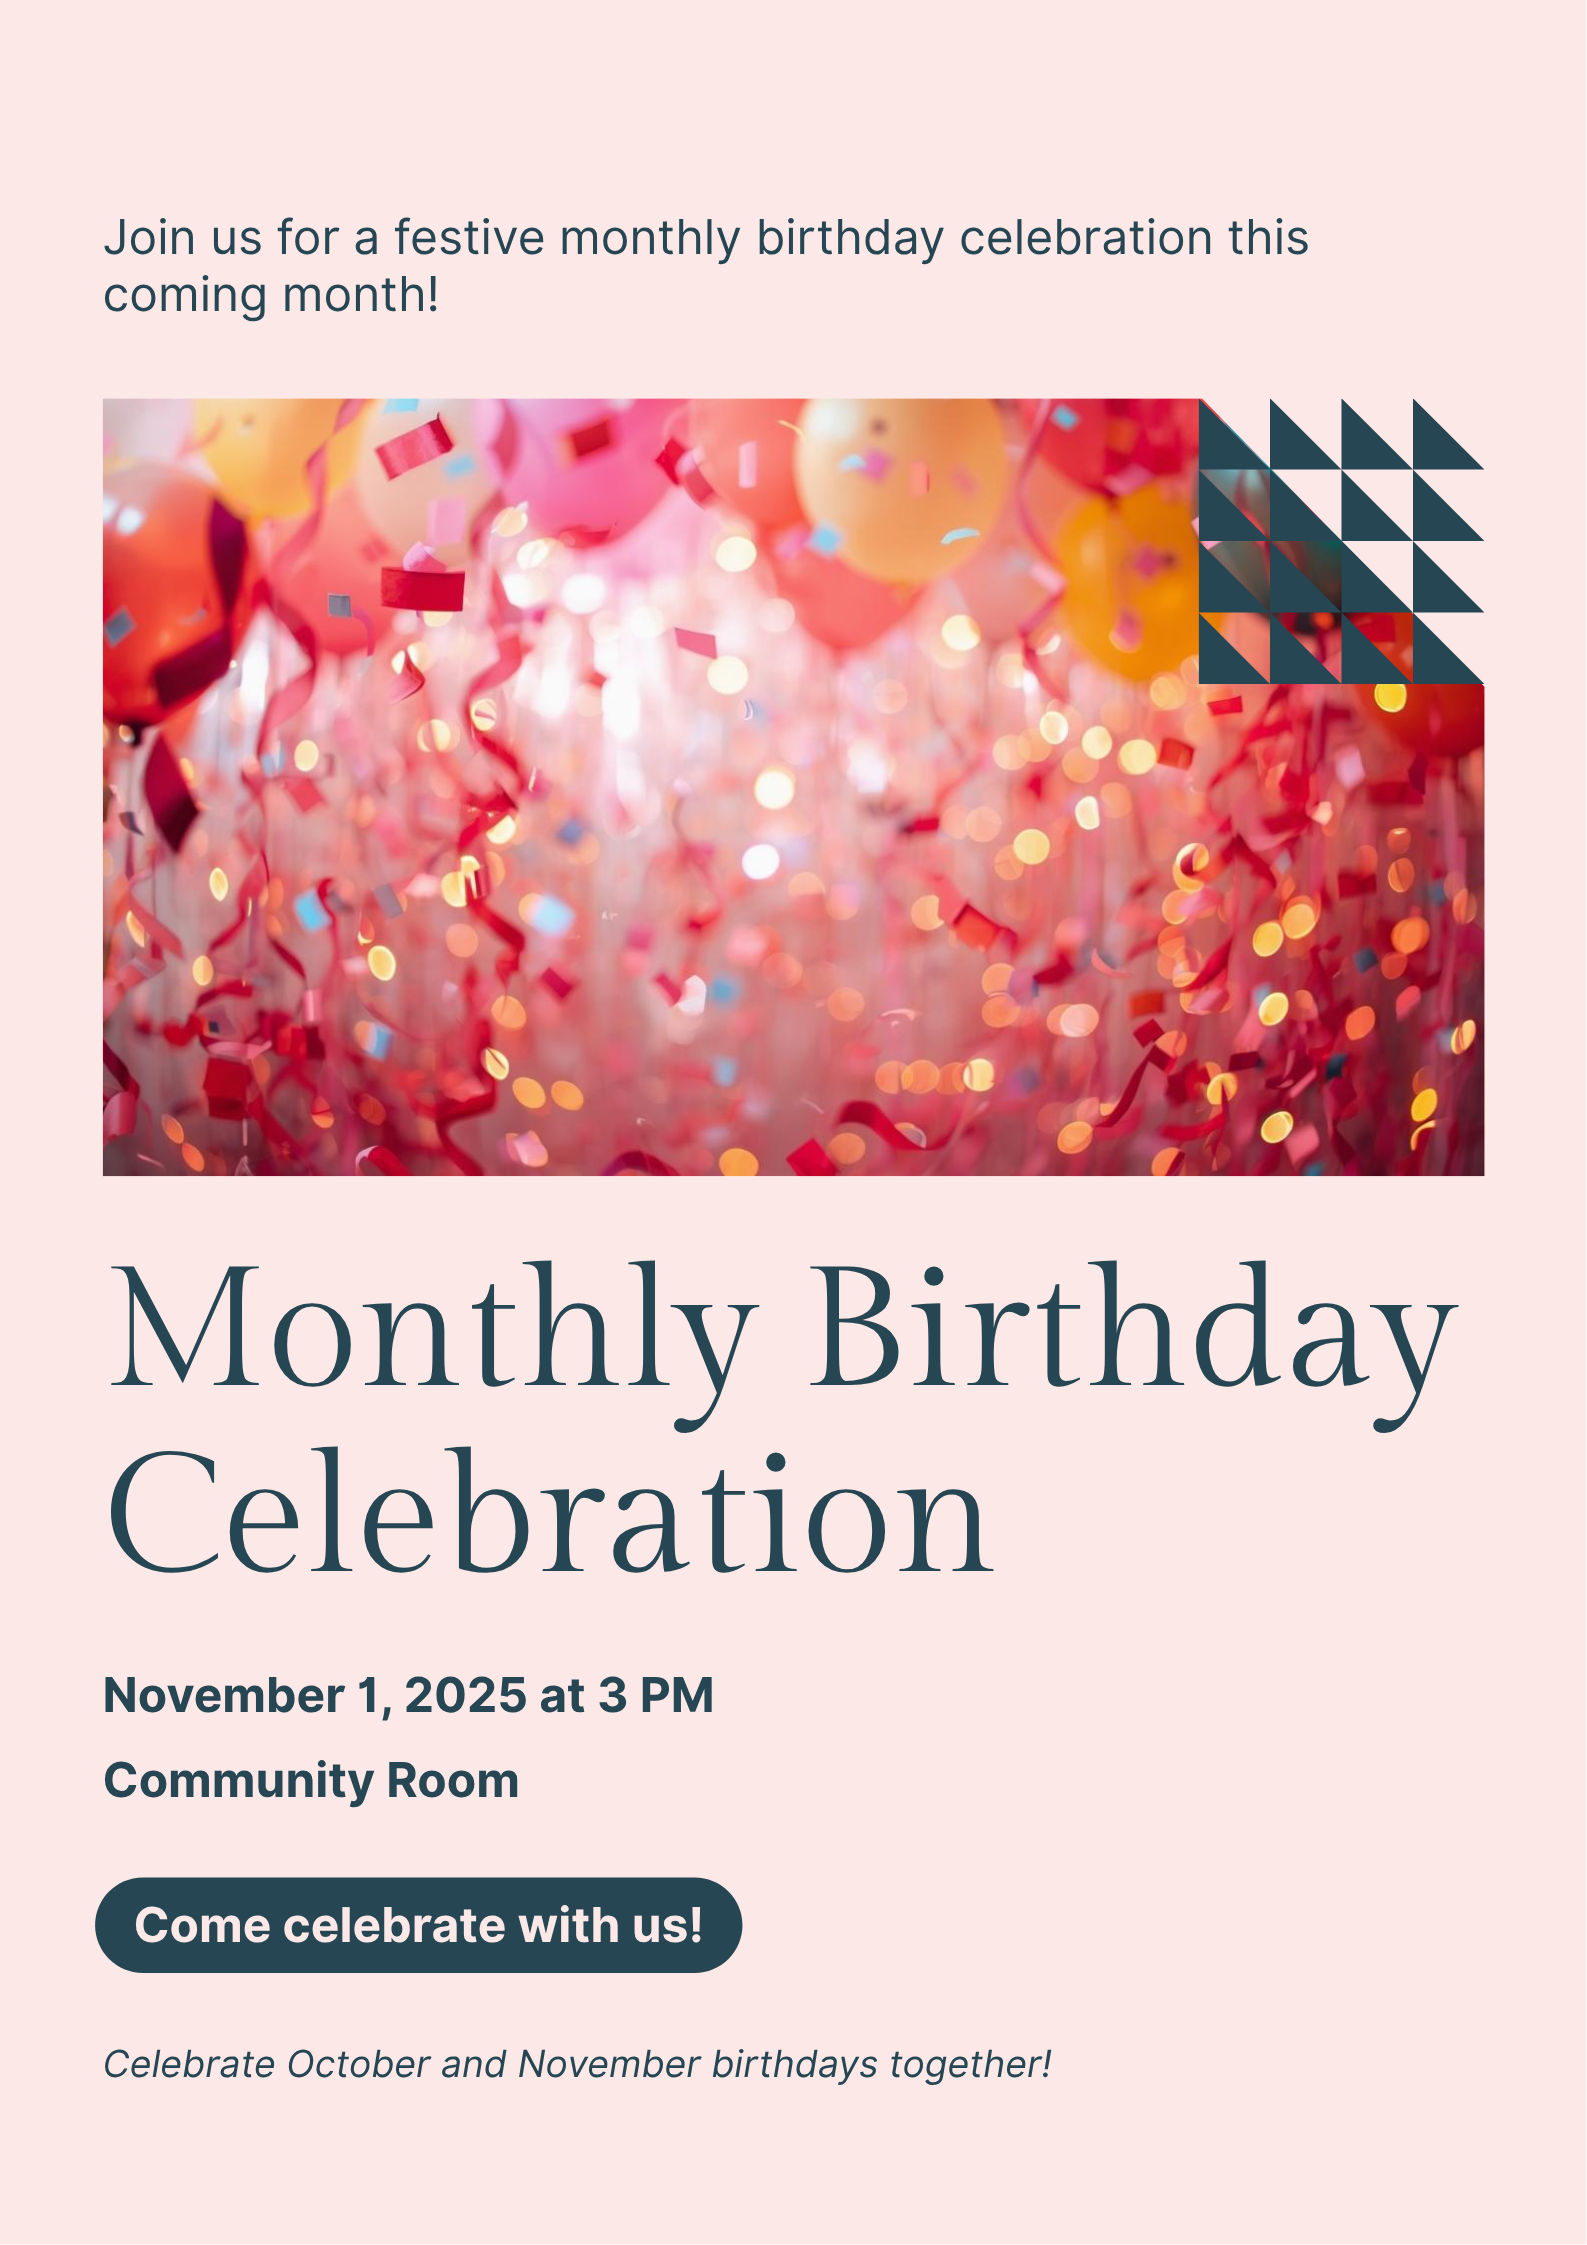 Join us for a festive monthly birthday celebration this
coming month!
Monthly Birthday
Celebration
November 1, 2025 at 3 PM
Community Room
Come celebrate with us!
Celebrate October and November birthdays together!